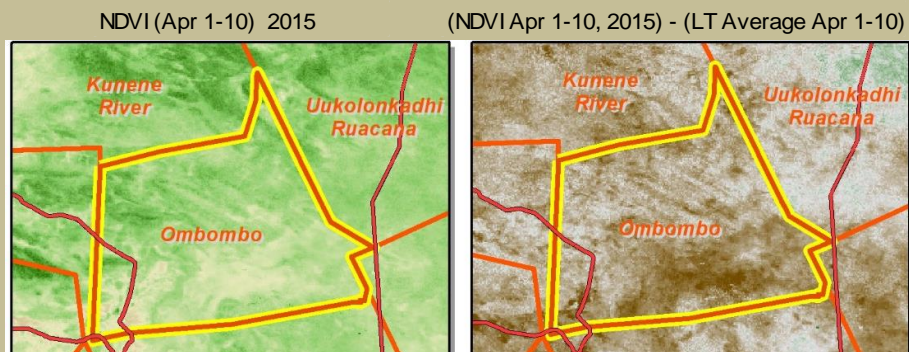 NDVI (Apr 1-10) 2015
(NDVI Apr 1-10, 2015) - (LT Average Apr 1-10)
Kunene
River
Uukolonkadhi
Ruacana
Ombombo
Kunene
River
Uukolonkadhi
Ruacana
Ombombo